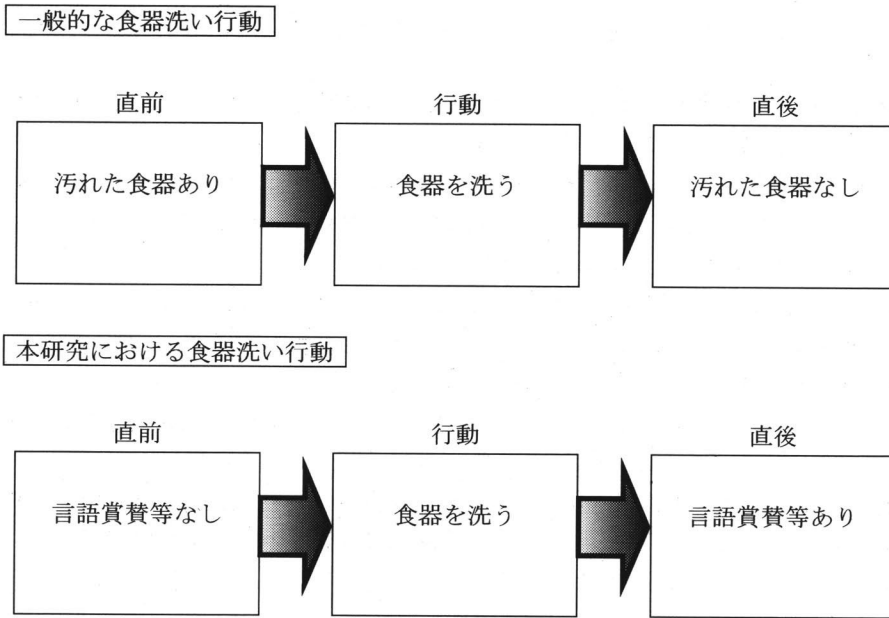 一般的な食器洗い行動
直前 行動 直後
汚れた食器あり 食器を洗う 汚れた食器なし
本研究における食器洗い行動
直前 行動 直後
言語賞賛等なし 食器を洗う 言語賞賛等あり